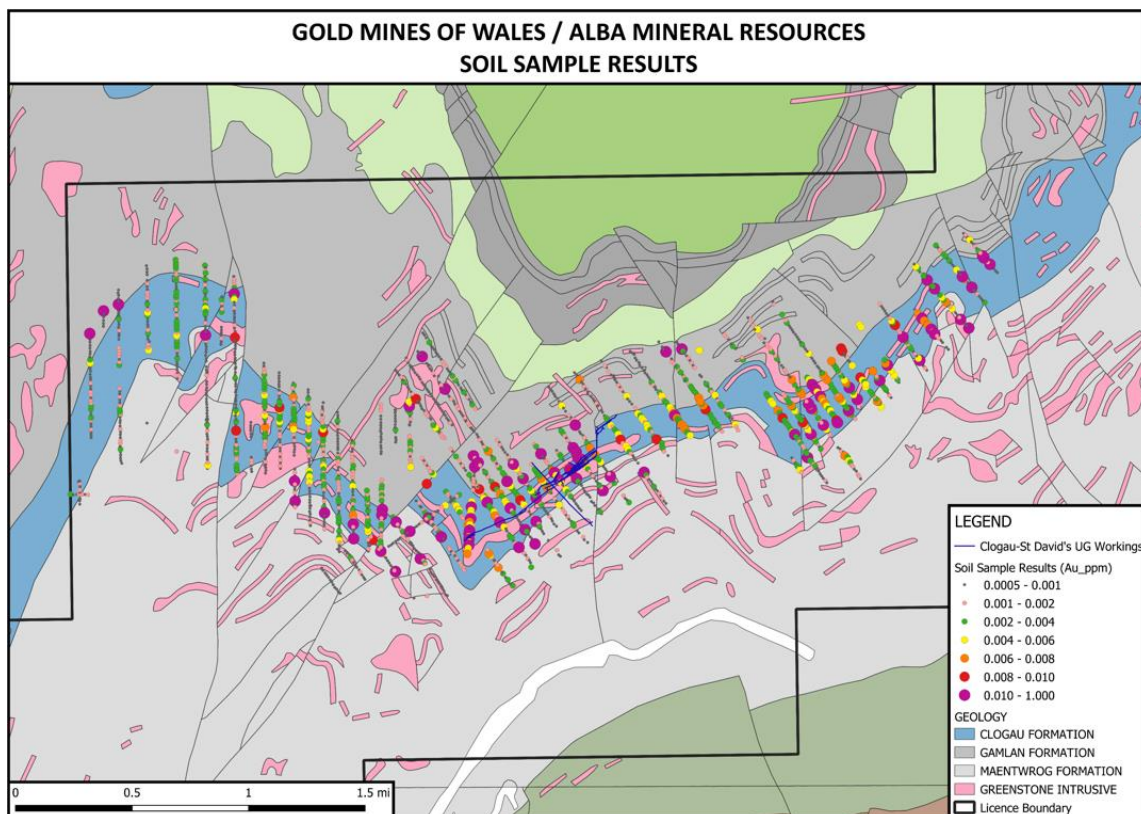 GOLD MINES OF WALES / ALBA MINERAL RESOURCES
SOIL SAMPLE RESULTS
LEGEND
Clogau-St David's UG Workings
Soil Sample Results (Au_ppm)
0.0005 - 0.001
0.001 - 0.002
0.002 - 0.004
0.004 - 0.006
0.006 - 0.008
0.008 - 0.010
0.010 - 1.000
GEOLOGY
CLOGAU FORMATION
GAMLAN FORMATION
MAENTWROG FORMATION
GREENSTONE INTRUSIVE
Licence Boundary
0 0.5 1 1.5 mi